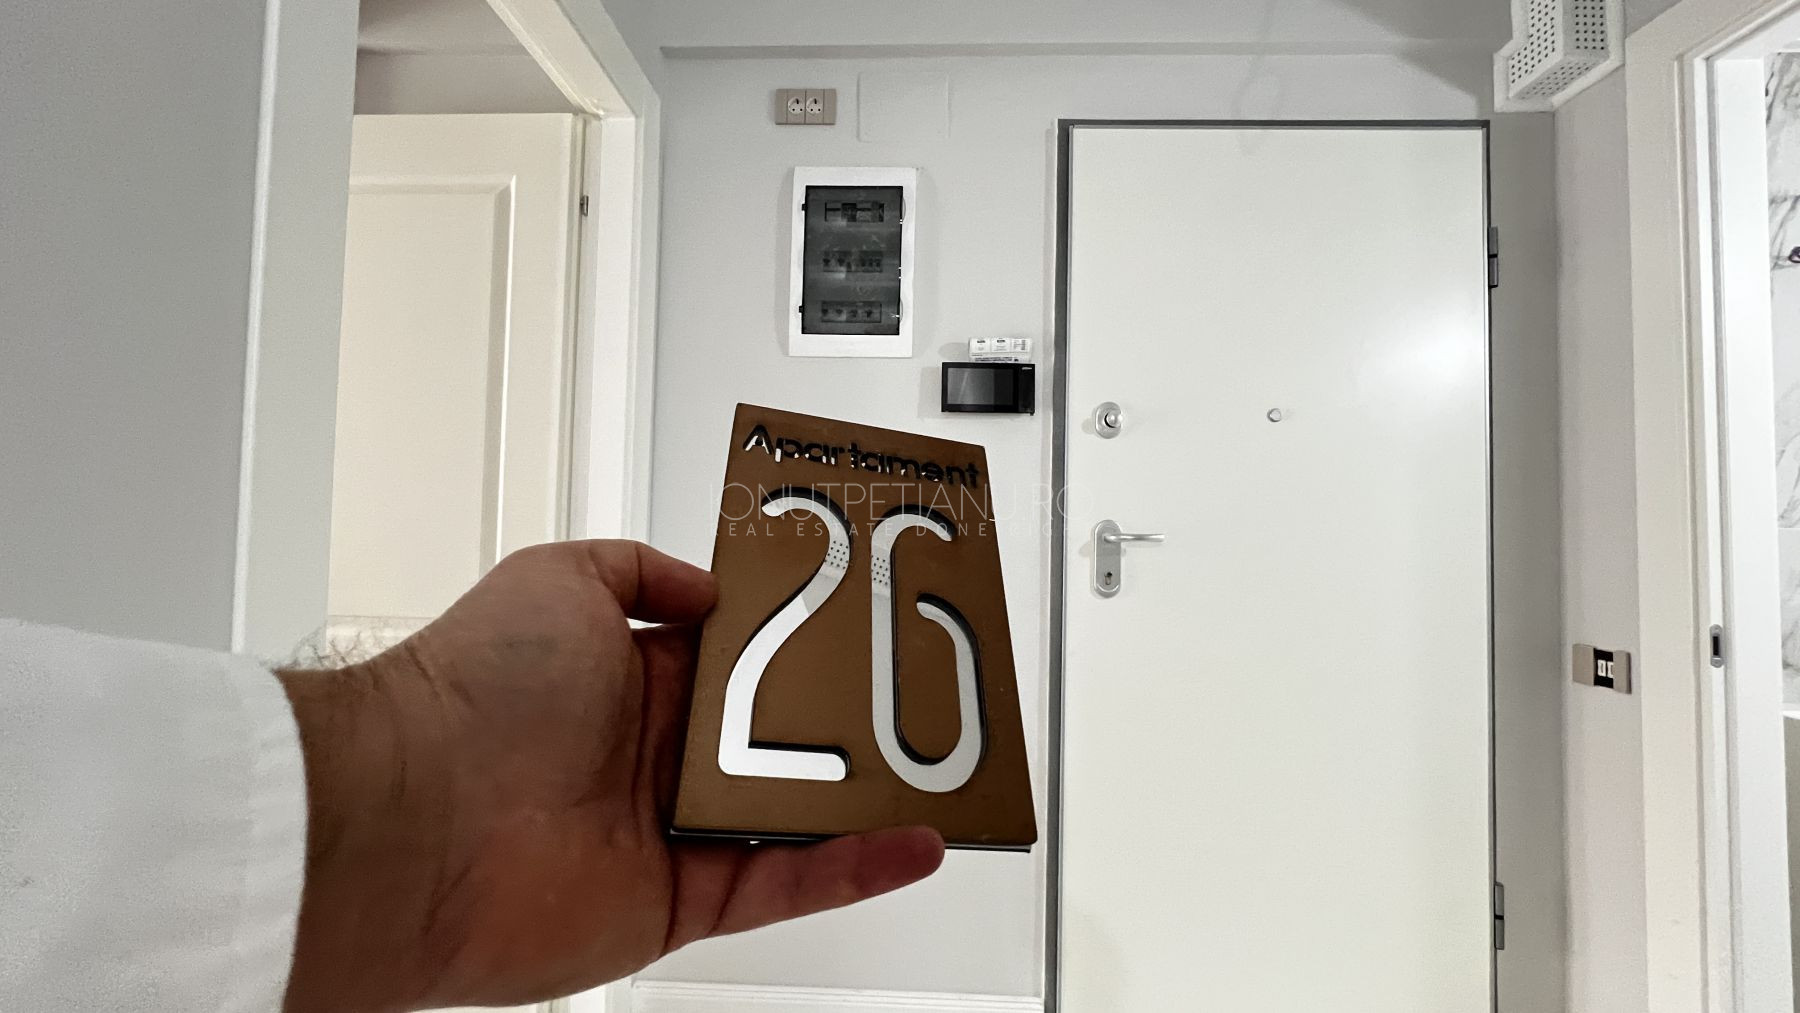 Apartament
26
IONUTPETIANU.RO
REAL ESTATE DONE RIGHT